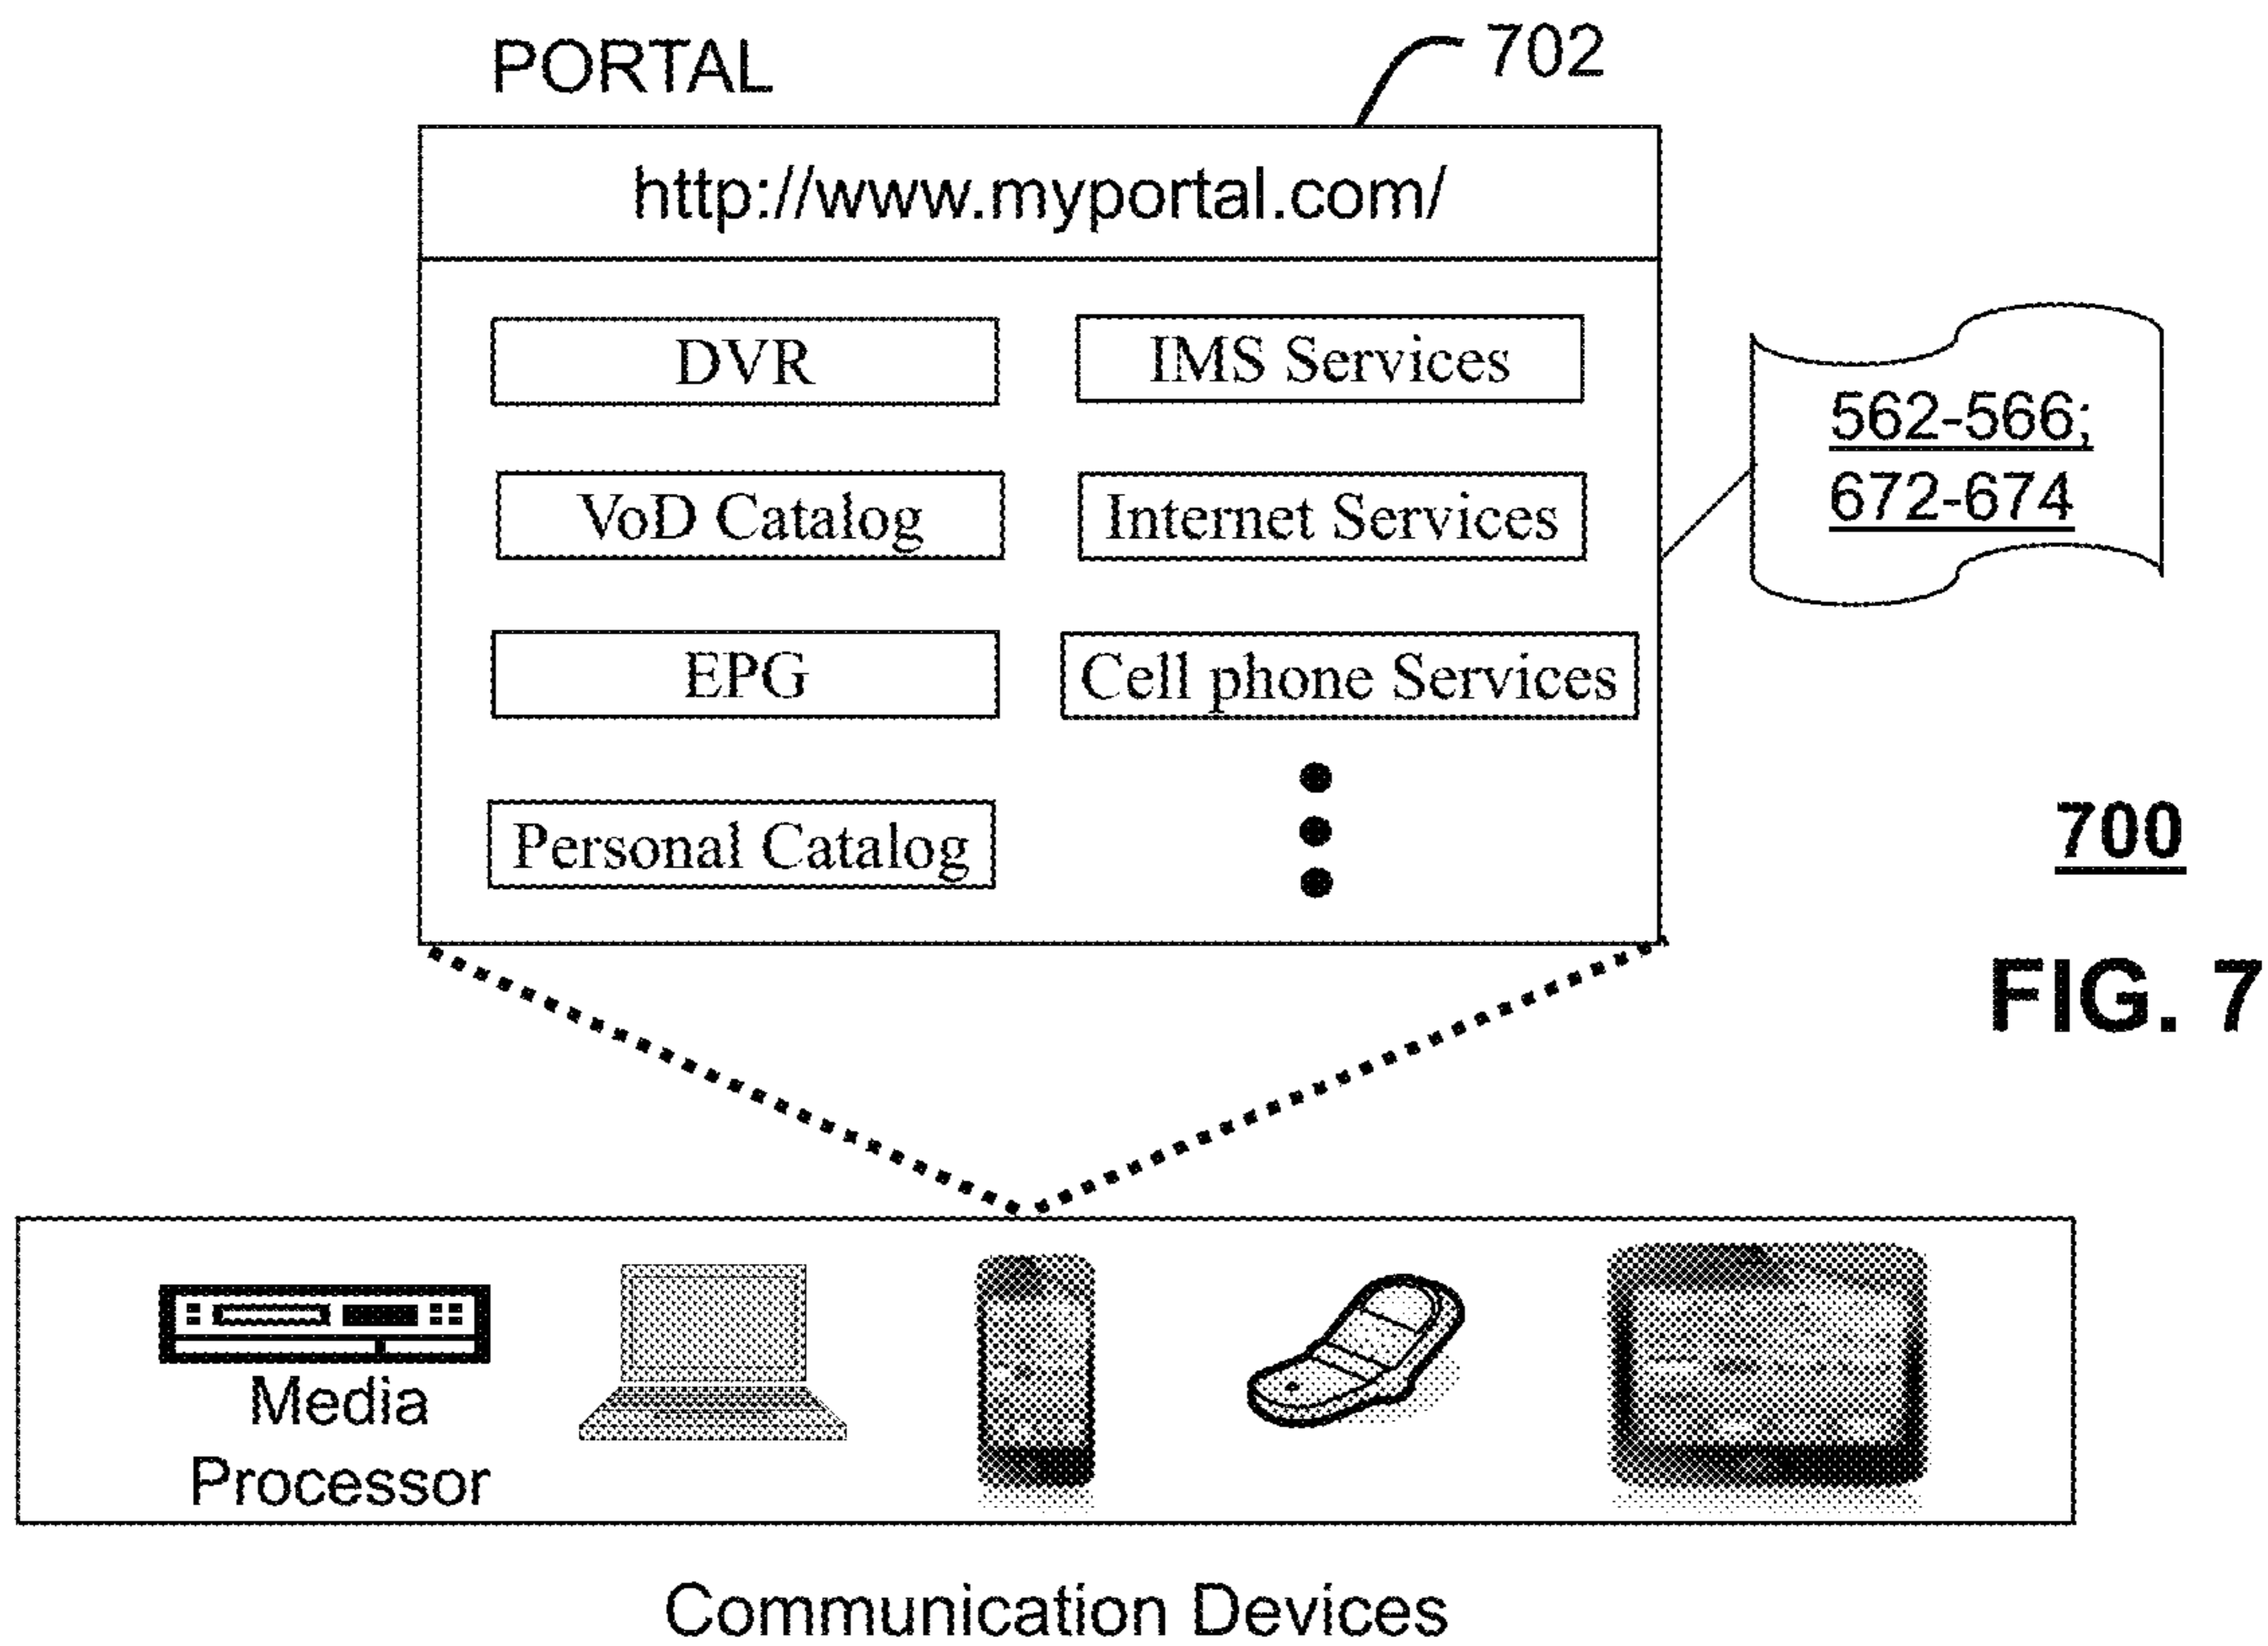 PORTAL
702
http://www.myportal.com/
DVR
IMS Services
VoD Catalog
Internet Services
EPG
Cell phone Services
Personal Catalog
562-566;
672-674
700
FIG. 7
Media
Processor
Communication Devices